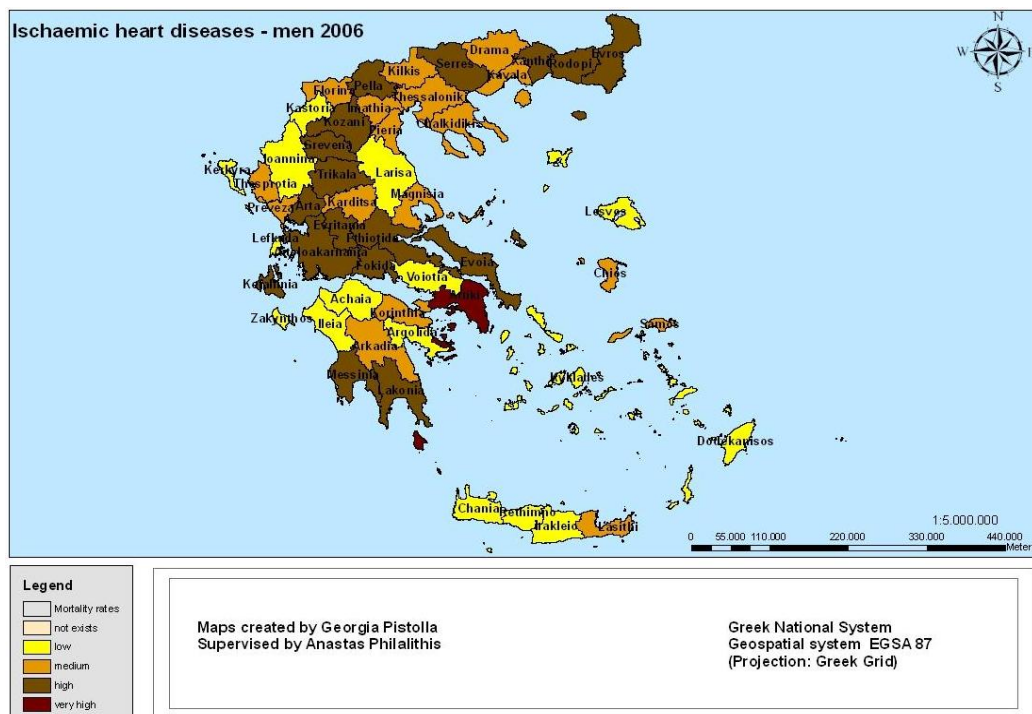 Ischaemic heart diseases - men 2006
N
W
S
Drama
Evros
Serres
Xanthi
Rodopi
Kilkis
Kavala
Pella
Florina
Thessaloniki
Kastoria
Imathia
Kozani
Chalkidikis
Pieria
Grevena
Ioannina
Kerkyra
Trikala
Larisa
Thesprotia
Magnisia
Karditsa
Preveza
Arta
Lesvos
Evritania
Lefkada
Fthiotida
Aitoloakarnania
Fokida
Evoia
Voiotia
Chios
Kefallinia
Attiki
Achaia
Korinthia
Zakynthos
Ileia
Argolida
Samos
Arkadia
Messinia
Kyklades
Lakonia
Dodekanisos
Chania
Rethimno
Irakleio
Lasithi
1:5.000.000
0 55.000 110.000 220.000 330.000 440.000
Meter
Legend
Mortality rates
not exists
low
medium
high
very high
Maps created by Georgia Pistolla
Supervised by Anastas Philalithis
Greek National System
Geospatial system EGSA 87
(Projection: Greek Grid)